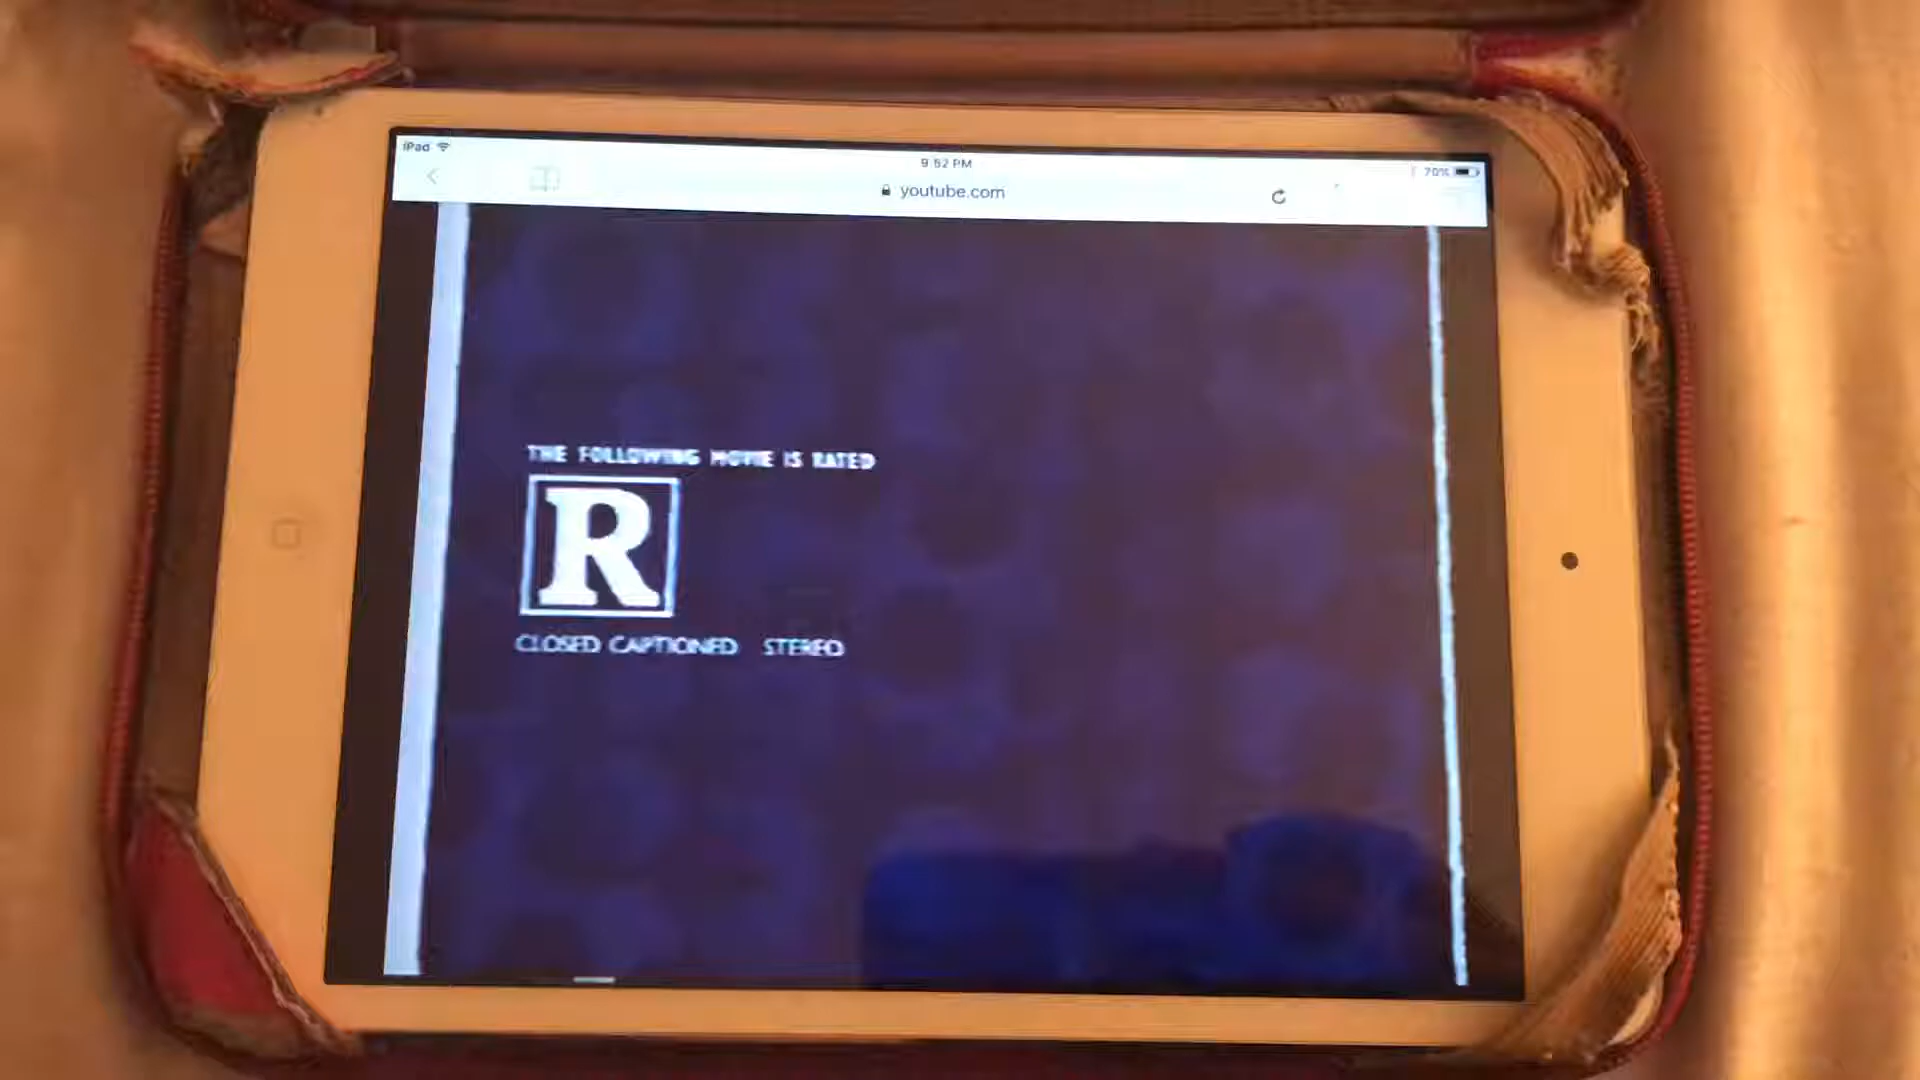 iPad
9:52 PM
70%
youtube.com
THE FOLLOWING MOVIE IS RATED
R
CLOSED CAPTIONED STEREO